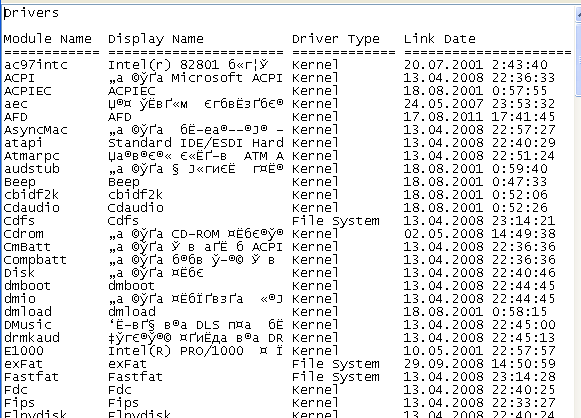 Drivers
Module Name Display Name Driver Type Link Date
============ ====================== ============= ======================
ac97intc Intel(r) 82801 Kernel 20.07.2001 2:43:40
ACPI Microsoft ACPI Kernel 13.04.2008 22:36:33
ACPIEC ACPIEC Kernel 18.08.2001 0:57:55
aec Kernel 24.05.2007 23:53:32
AFD AFD Kernel 17.08.2011 17:41:45
AsyncMac Kernel 13.04.2008 22:57:27
atapi Standard IDE/ESDI Hard Kernel 13.04.2008 22:40:29
Atmarpc ATM A Kernel 13.04.2008 22:51:24
audstub Kernel 18.08.2001 0:59:40
Beep Beep Kernel 18.08.2001 0:47:33
cbidf2k cbidf2k Kernel 18.08.2001 0:52:06
Cdaudio Cdaudio Kernel 18.08.2001 0:52:26
Cdfs Cdfs File System 13.04.2008 23:14:21
Cdrom CD-ROM Kernel 02.05.2008 14:49:38
CmBatt ACPI Kernel 13.04.2008 22:36:36
Compbatt Kernel 13.04.2008 22:36:36
Disk Kernel 13.04.2008 22:40:46
dmboot dmboot Kernel 13.04.2008 22:44:45
dmio Kernel 13.04.2008 22:44:45
dmload dmload Kernel 18.08.2001 0:58:15
DMusic DLS Kernel 13.04.2008 22:45:00
drmkaud DR Kernel 13.04.2008 22:45:13
E1000 Intel(R) PRO/1000 Kernel 10.05.2001 22:57:57
exFat exFat File System 29.09.2008 14:50:59
Fastfat Fastfat File System 13.04.2008 23:14:28
Fdc Fdc Kernel 13.04.2008 22:40:25
Fips Fips Kernel 13.04.2008 22:33:27
Flpydisk Flpydisk Kernel 13.04.2008 22:40:24